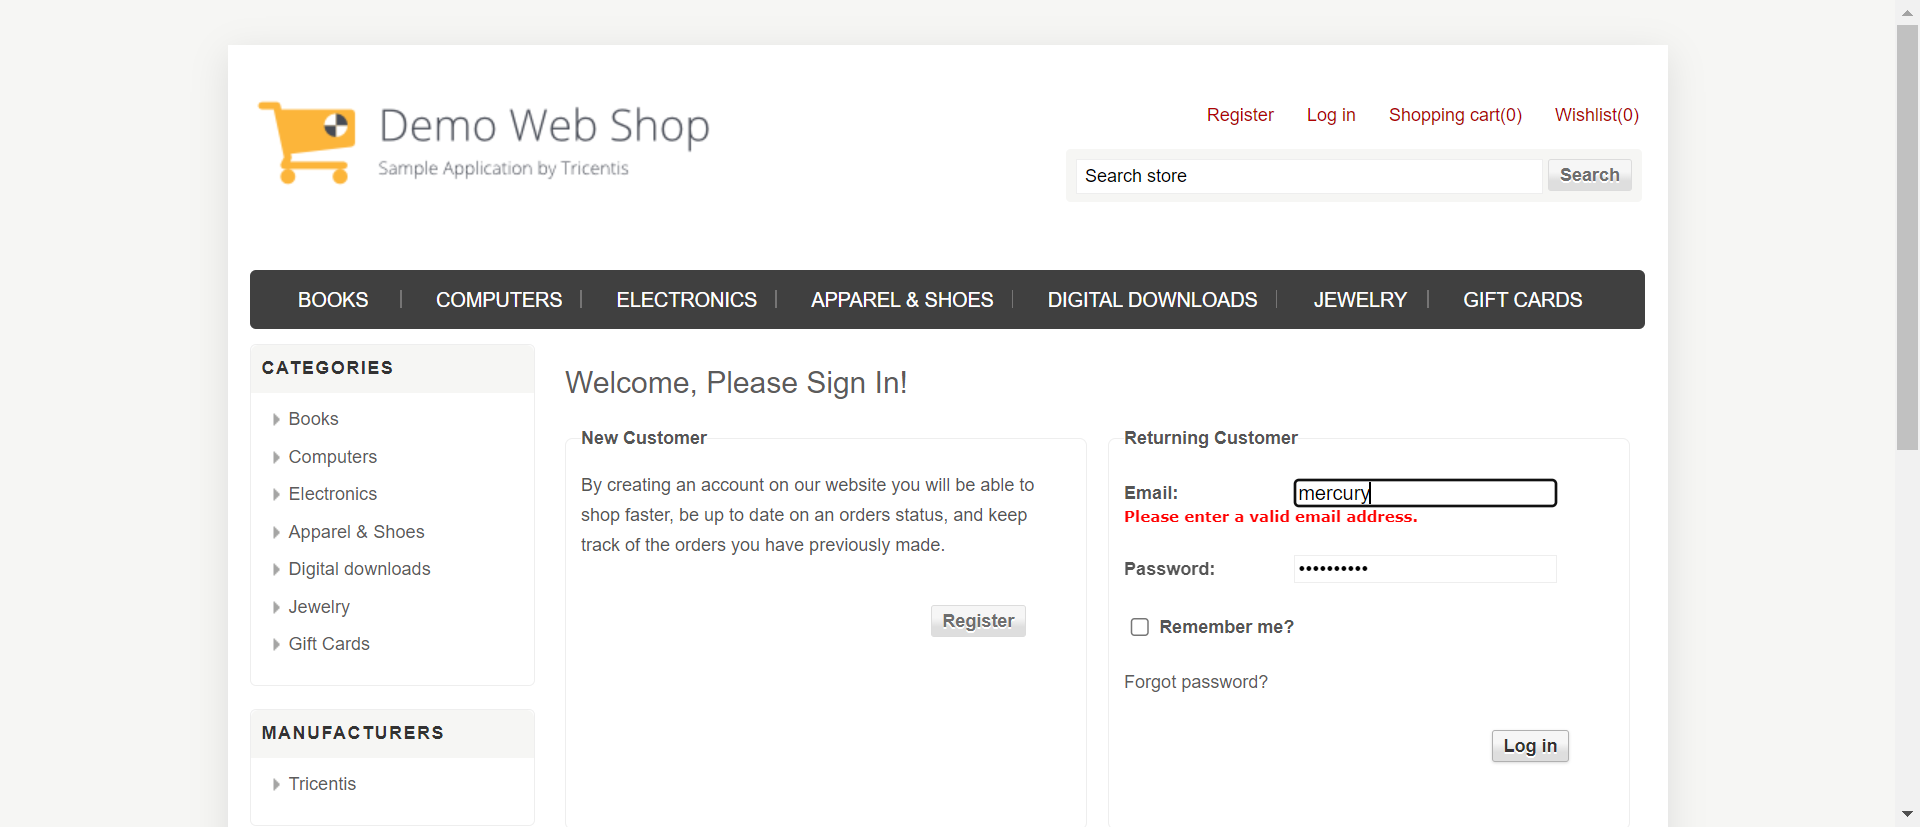 Demo Web Shop
Sample Application by Tricentis
Register Log in Shopping cart(0) Wishlist(0)
Search store Search
BOOKS COMPUTERS ELECTRONICS APPAREL & SHOES DIGITAL DOWNLOADS JEWELRY GIFT CARDS
CATEGORIES
Books
Computers
Electronics
Apparel & Shoes
Digital downloads
Jewelry
Gift Cards
MANUFACTURERS
Tricentis
Welcome, Please Sign In!
New Customer
By creating an account on our website you will be able to
shop faster, be up to date on an orders status, and keep
track of the orders you have previously made.
Register
Returning Customer
Email: mercury
Please enter a valid email address.
Password: ••••••••••
Remember me?
Forgot password?
Log in